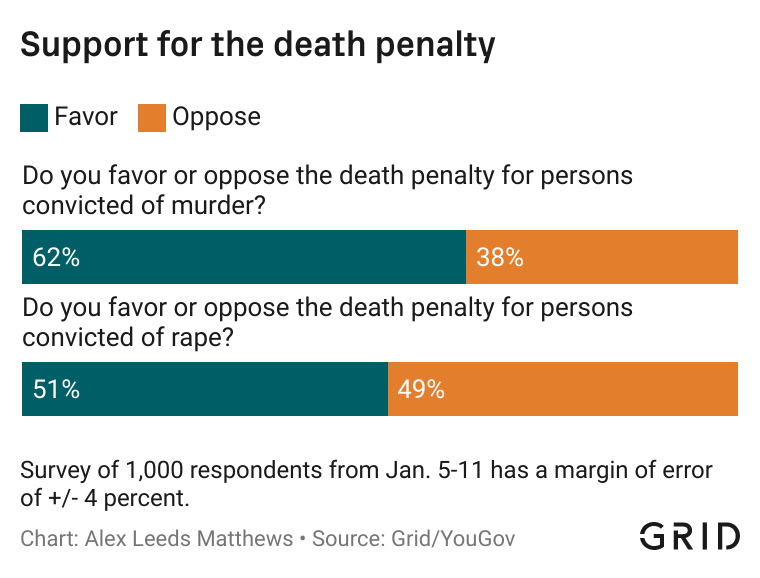 Support for the death penalty
Favor Oppose
Do you favor or oppose the death penalty for persons
convicted of murder?
62% 38%
Do you favor or oppose the death penalty for persons
convicted of rape?
51% 49%
Survey of 1,000 respondents from Jan. 5-11 has a margin of error
of +/- 4 percent.
Chart: Alex Leeds Matthews • Source: Grid/YouGov
GRID